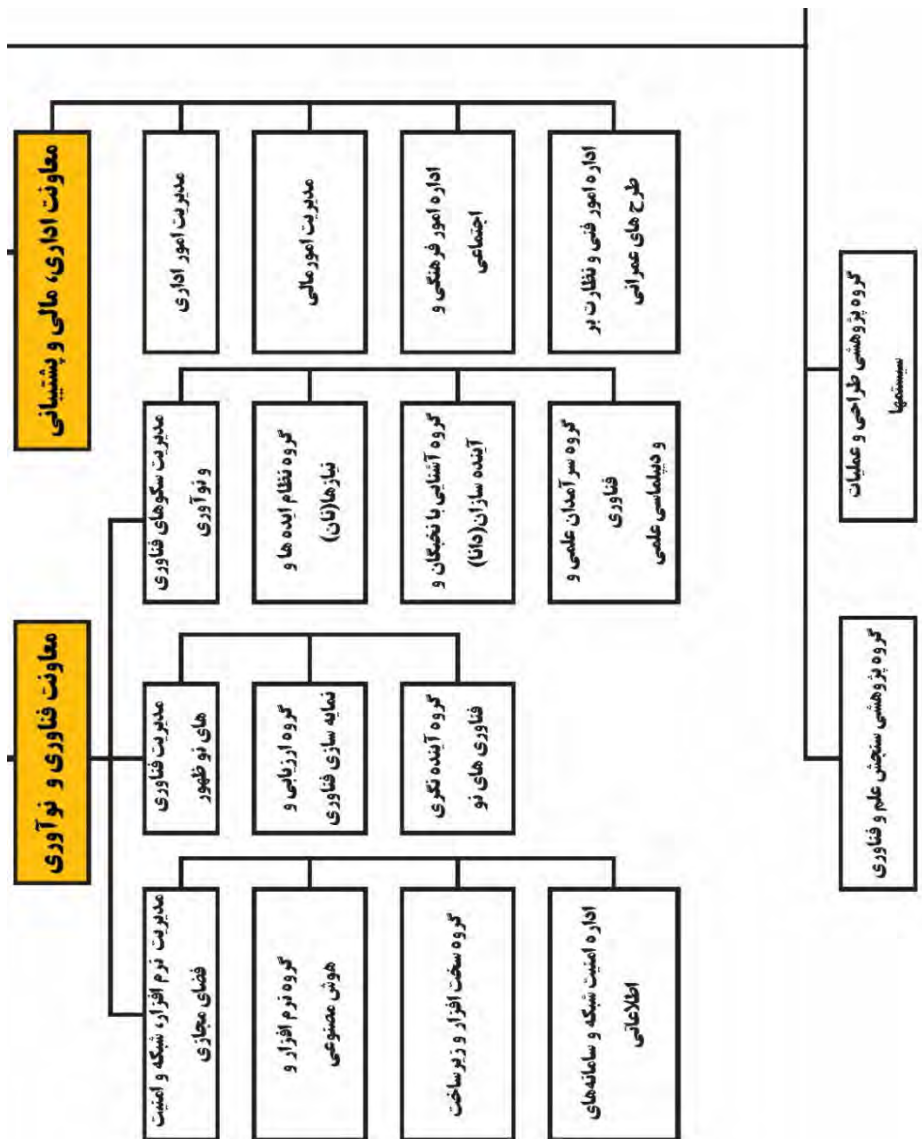 معاونت اداری، مالی و پشتیبانی
مدیریت امور اداری
مدیریت امورمالی
اداره امور فرهنگی و
اجتماعی
اداره امور فنی و نظارت بر
طرح های عمرانی
معاونت فناوری و نوآوری
مدیریت سکوهای فناوری
و نوآوری
گروه نظام ایده ها و
نیازها(نان)
گروه آشنایی با نخبگان و
آینده سازان(دانا)
گروه سرآمدان علمی و
فناوری
و دیپلماسی علمی
مدیریت فناوری
های نو ظهور
گروه ارزیابی و
نمایه سازی فناوری
گروه آینده نگری
فناوری های نو
مدیریت نرم افزار، شبکه و امنیت
فضای مجازی
گروه نرم افزار و
هوش مصنوعی
گروه سخت افزار و زیرساخت
اداره امنیت شبکه و سامانه‌های
اطلاعاتی
گروه پژوهشی طراحی و عملیات
سیستمها
گروه پژوهشی سنجش علم و فناوری